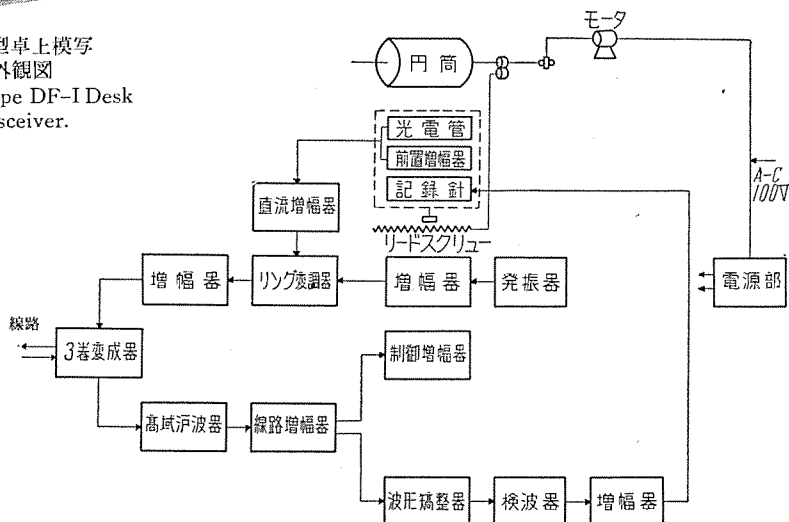 型卓上模写
外観図
pe DF-I Desk
sceiver.
モータ
円筒
光電管
前置増幅器
記録針
A-C
100V
直流増幅器
リードスクリュー
増幅器
リング変調器
増幅器
発振器
電源部
線路
3巻変成器
制御増幅器
高域沪波器
線路増幅器
波形矯整器
検波器
増幅器